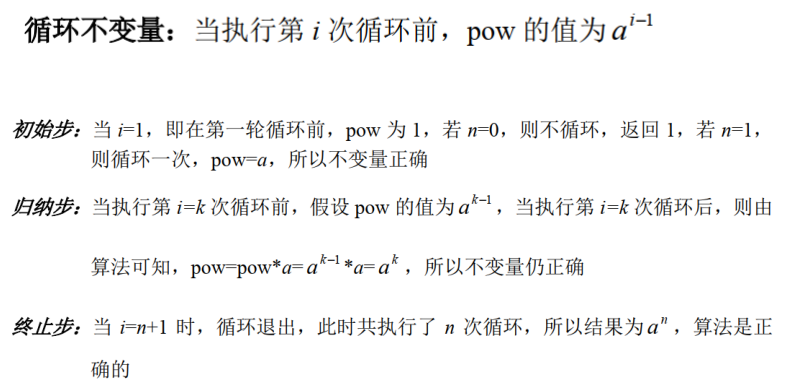 循环不变量：当执行第 i 次循环前，pow 的值为 a^{i-1}
初始步：当 i=1，即在第一轮循环前，pow 为 1，若 n=0，则不循环，返回 1，若 n=1，
则循环一次，pow=a，所以不变量正确
归纳步：当执行第 i=k 次循环前，假设 pow 的值为 a^{k-1}，当执行第 i=k 次循环后，则由
算法可知，pow=pow*a=a^{k-1}*a=a^k，所以不变量仍正确
终止步：当 i=n+1 时，循环退出，此时共执行了 n 次循环，所以结果为 a^n，算法是正
确的